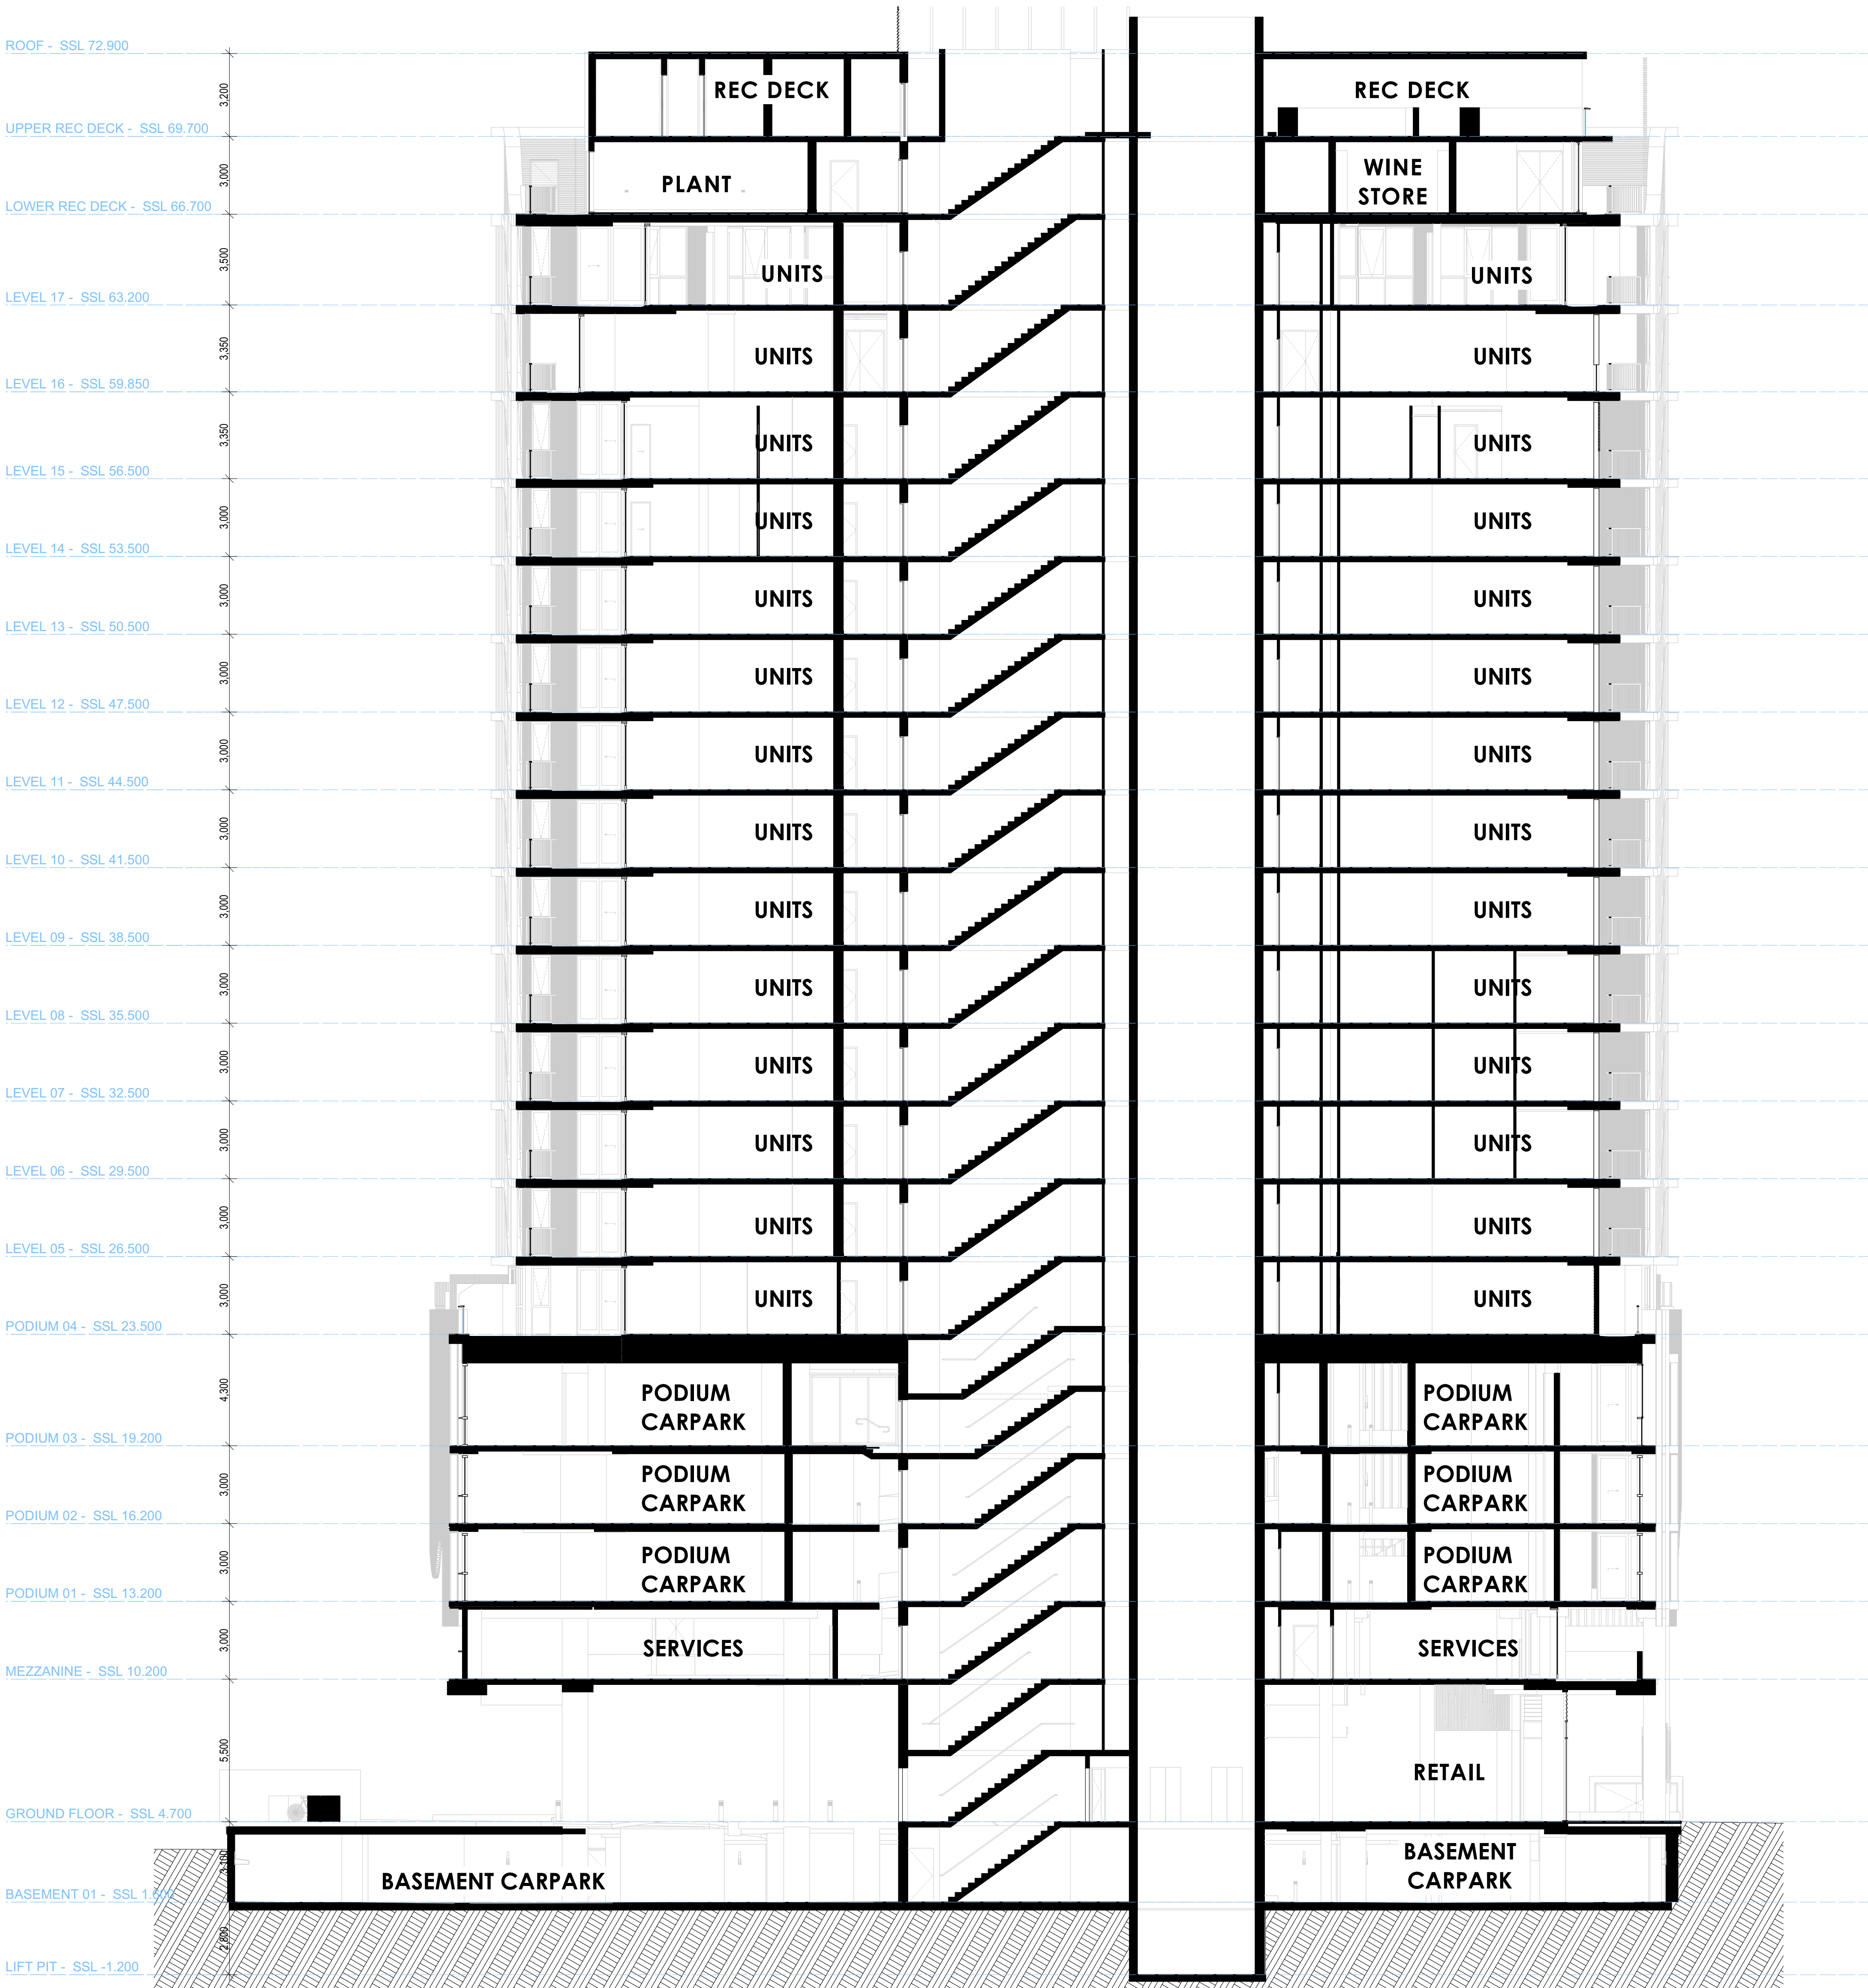 ROOF - SSL 72.900
3,200
REC DECK
REC DECK
UPPER REC DECK - SSL 69.700
3,000
PLANT
WINE
STORE
LOWER REC DECK - SSL 66.700
3,500
UNITS
UNITS
LEVEL 17 - SSL 63.200
3,350
UNITS
UNITS
LEVEL 16 - SSL 59.850
3,350
UNITS
UNITS
LEVEL 15 - SSL 56.500
3,000
UNITS
UNITS
LEVEL 14 - SSL 53.500
3,000
UNITS
UNITS
LEVEL 13 - SSL 50.500
3,000
UNITS
UNITS
LEVEL 12 - SSL 47.500
3,000
UNITS
UNITS
LEVEL 11 - SSL 44.500
3,000
UNITS
UNITS
LEVEL 10 - SSL 41.500
3,000
UNITS
UNITS
LEVEL 09 - SSL 38.500
3,000
UNITS
UNITS
LEVEL 08 - SSL 35.500
3,000
UNITS
UNITS
LEVEL 07 - SSL 32.500
3,000
UNITS
UNITS
LEVEL 06 - SSL 29.500
3,000
UNITS
UNITS
LEVEL 05 - SSL 26.500
3,000
UNITS
UNITS
PODIUM 04 - SSL 23.500
4,300
PODIUM
CARPARK
PODIUM
CARPARK
PODIUM 03 - SSL 19.200
3,000
PODIUM
CARPARK
PODIUM
CARPARK
PODIUM 02 - SSL 16.200
3,000
PODIUM
CARPARK
PODIUM
CARPARK
PODIUM 01 - SSL 13.200
3,000
SERVICES
SERVICES
MEZZANINE - SSL 10.200
5,500
RETAIL
GROUND FLOOR - SSL 4.700
3,100
BASEMENT CARPARK
BASEMENT
CARPARK
BASEMENT 01 - SSL 1.600
2,800
LIFT PIT - SSL -1.200